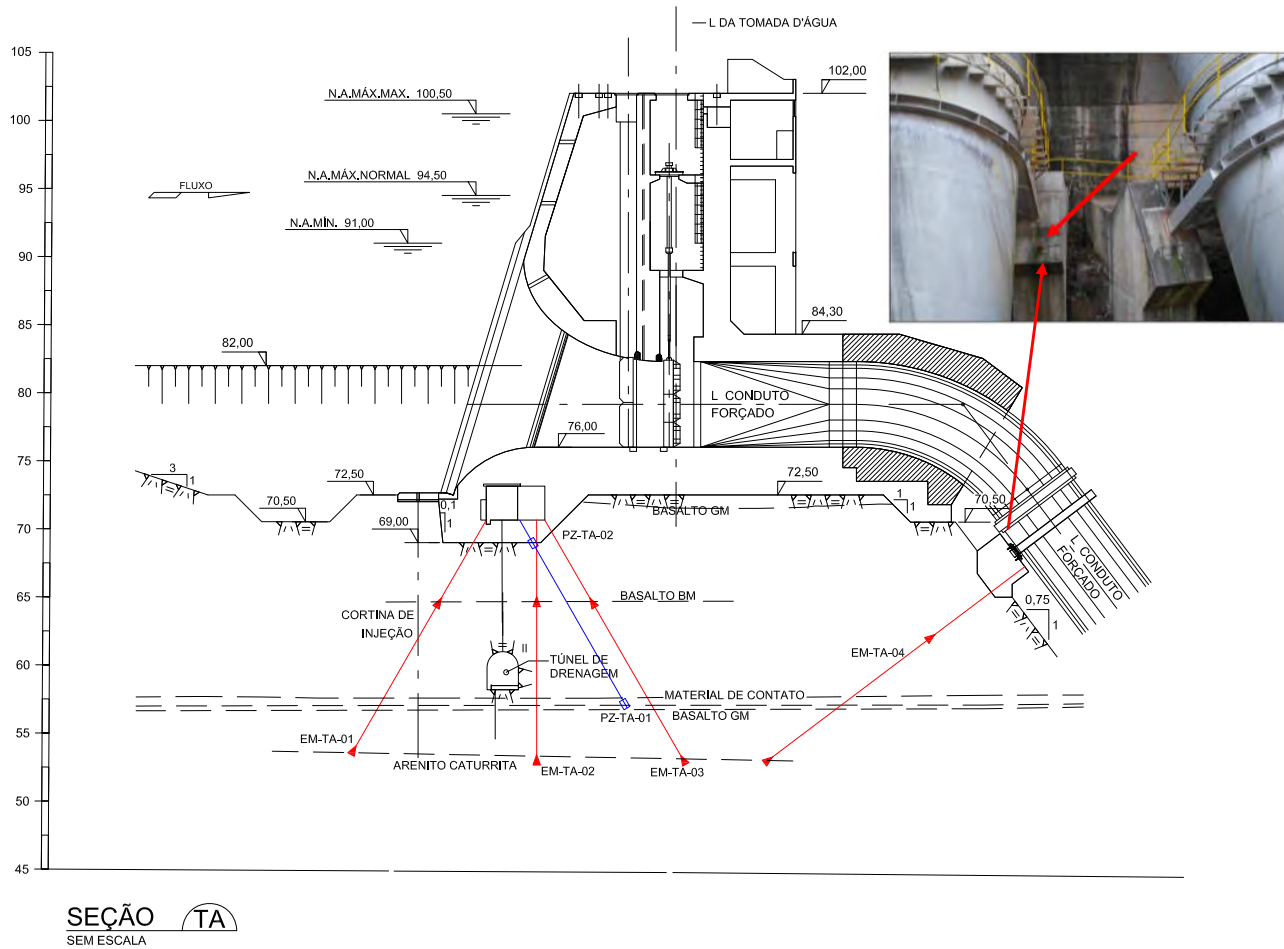 L DA TOMADA D'ÁGUA
105
102,00
N.A.MÁX.MAX. 100,50
100
95
N.A.MÁX.NORMAL 94,50
FLUXO
N.A.MÍN. 91,00
90
85
84,30
82,00
80
L CONDUTO
FORÇADO
76,00
75
3
1
72,50
72,50
70,50
0,1
1
BASALTO GM
1
1
70,50
70
69,00
PZ-TA-02
L CONDUTO
FORÇADO
65
BASALTO BM
CORTINA DE
INJEÇÃO
0,75
1
II
EM-TA-04
60
TÚNEL DE
DRENAGEM
MATERIAL DE CONTATO
PZ-TA-01
BASALTO GM
55
EM-TA-01
ARENITO CATURRITA
EM-TA-02
EM-TA-03
50
45
SEÇÃO TA
SEM ESCALA